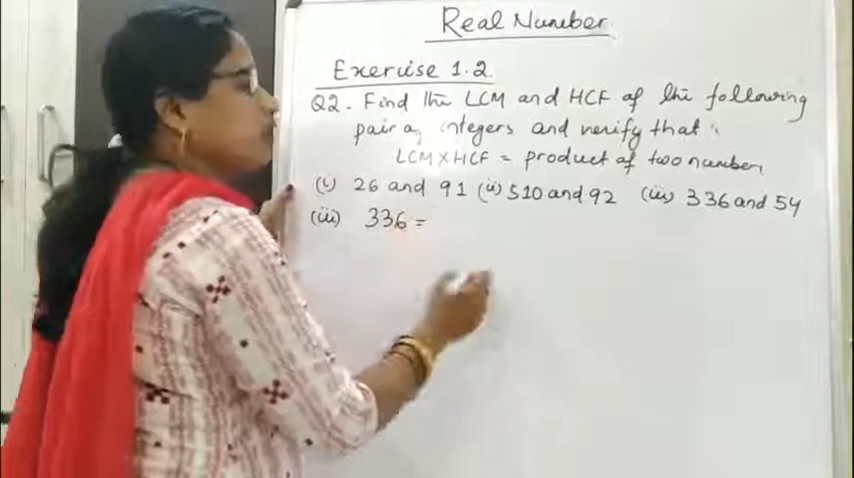 Real Number
Exercise 1.2
Q2. Find the LCM and HCF of the following
pair of integers and verify that
LCM X HCF = product of two number
(i) 26 and 91 (ii) 510 and 92 (iii) 336 and 54
(iii) 336 =